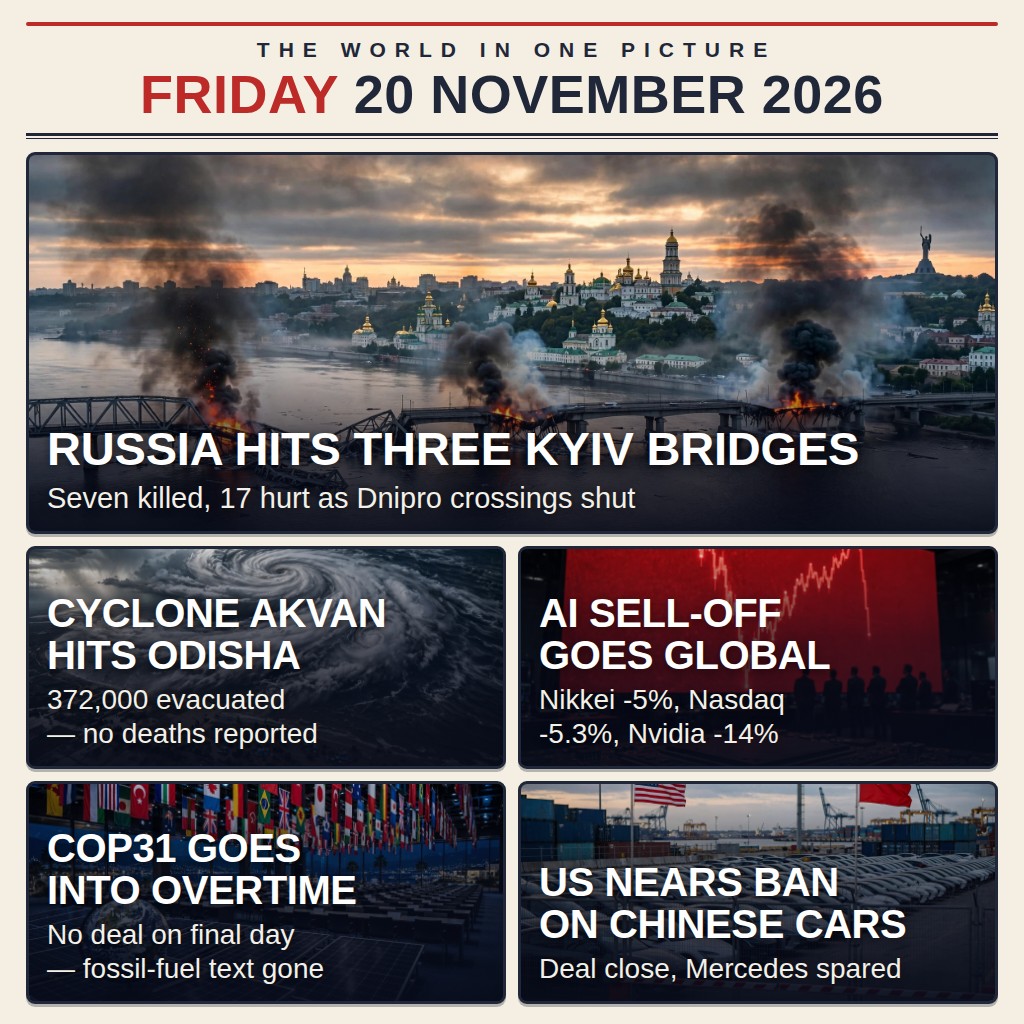 THE WORLD IN ONE PICTURE
FRIDAY 20 NOVEMBER 2026
RUSSIA HITS THREE KYIV BRIDGES
Seven killed, 17 hurt as Dnipro crossings shut
CYCLONE AKVAN
HITS ODISHA
372,000 evacuated
— no deaths reported
AI SELL-OFF
GOES GLOBAL
Nikkei -5%, Nasdaq
-5.3%, Nvidia -14%
COP31 GOES
INTO OVERTIME
No deal on final day
— fossil-fuel text gone
US NEARS BAN
ON CHINESE CARS
Deal close, Mercedes spared